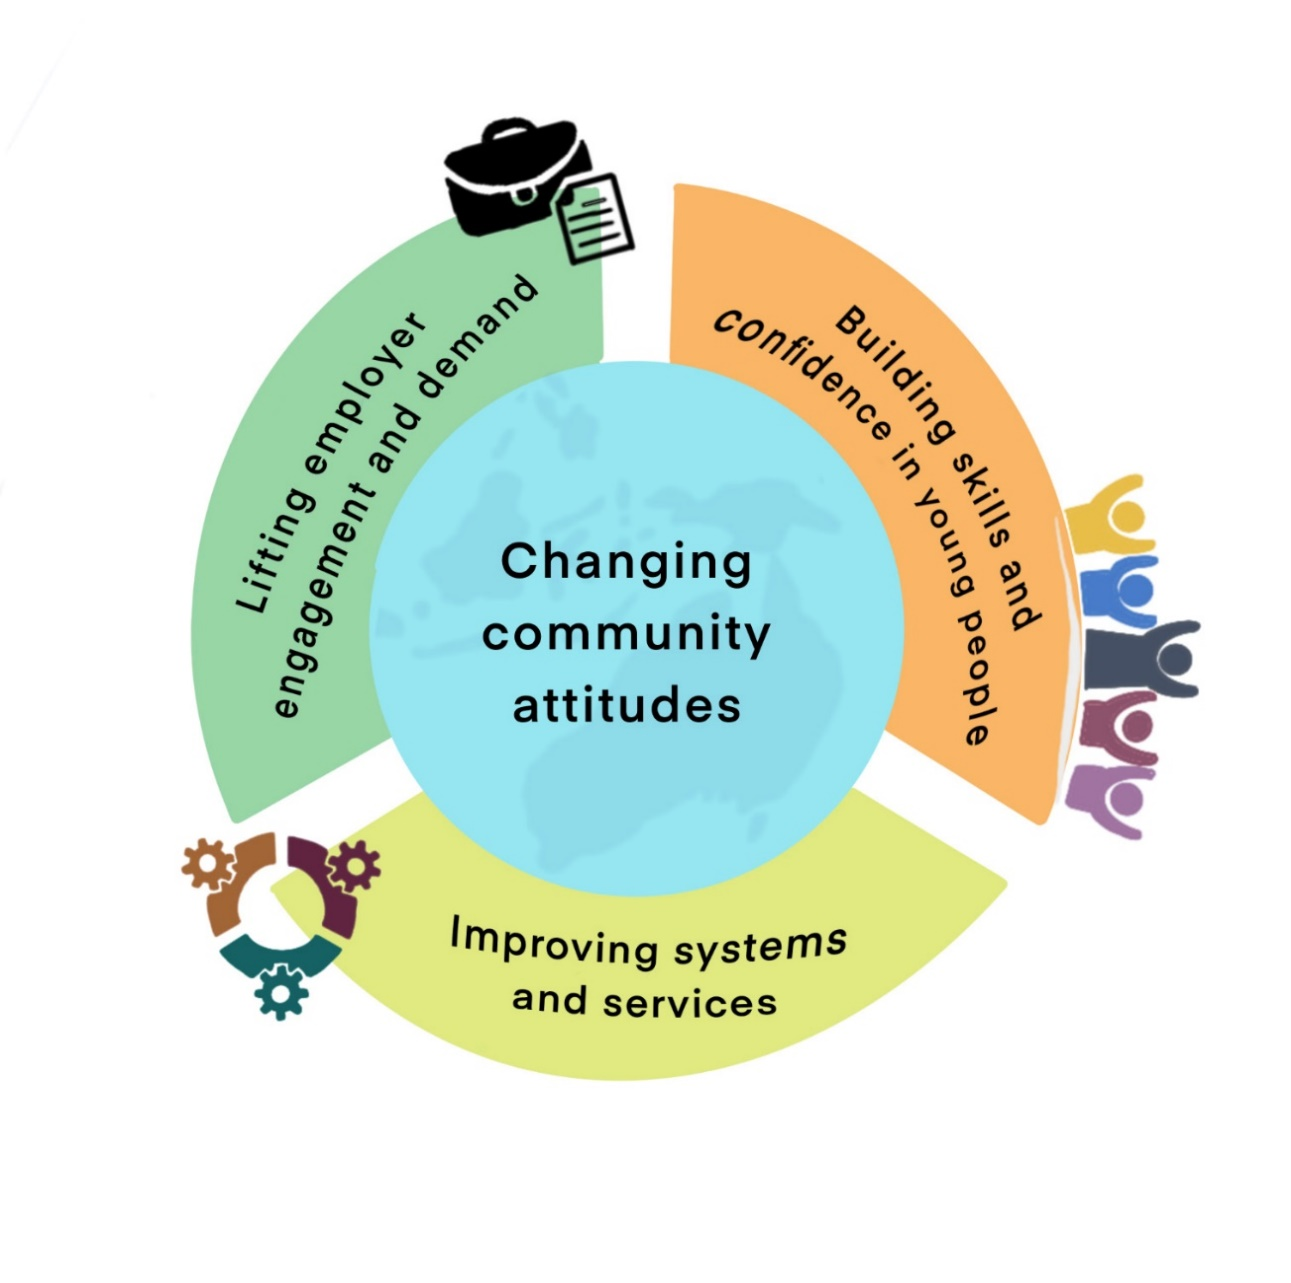 Lifting employer
engagement and demand
Building skills and
confidence in young people
Changing
community
attitudes
Improving systems
and services